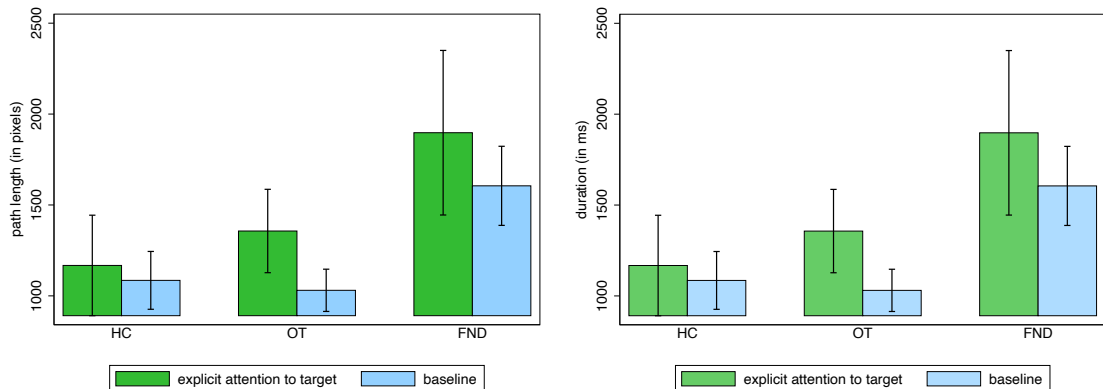 path length (in pixels)
2500
2000
1500
1000
HC OT FND
explicit attention to target baseline
duration (in ms)
2500
2000
1500
1000
HC OT FND
explicit attention to target baseline